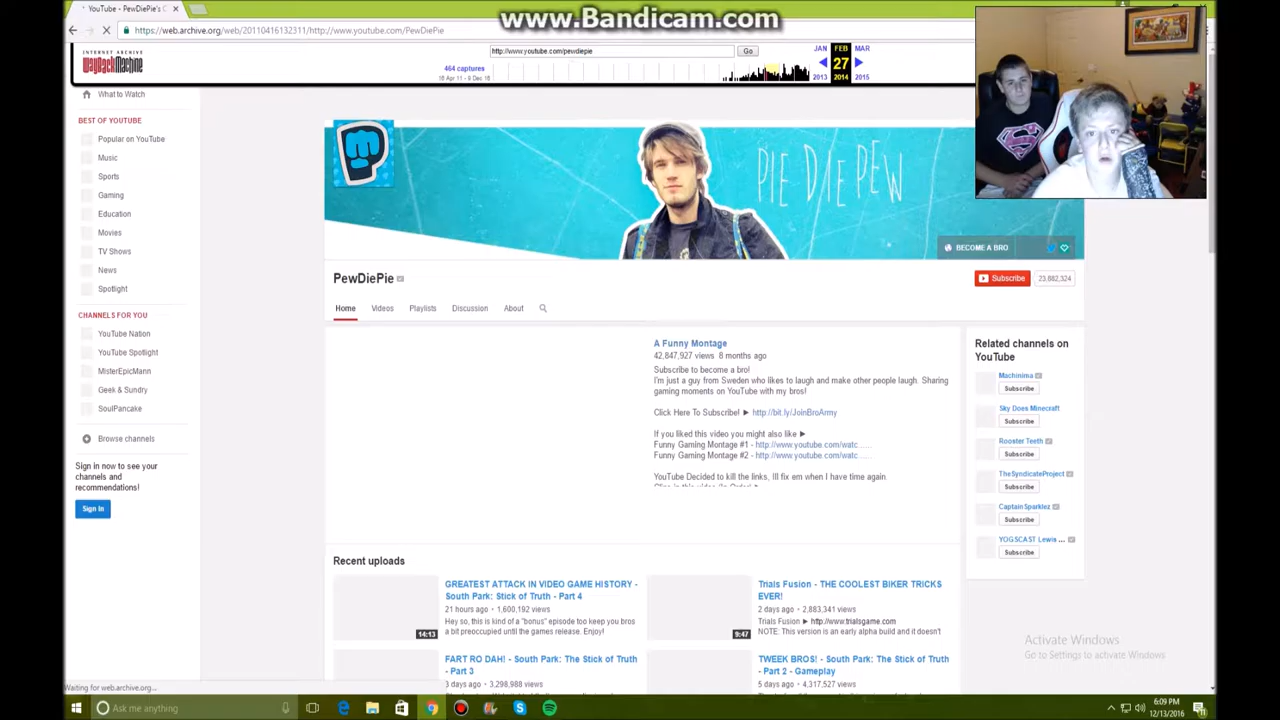 www.Bandicam.com
YouTube - PewDiePie's C
https://web.archive.org/web/20110416132311/http://www.youtube.com/PewDiePie
INTERNET ARCHIVE
WayBackMachine
http://www.youtube.com/pewdiepie
Go
JAN FEB MAR
464 captures
27
18 Apr 11 - 9 Dec 16
2013 2014 2015
What to Watch
BEST OF YOUTUBE
Popular on YouTube
Music
Sports
Gaming
Education
Movies
TV Shows
News
Spotlight
CHANNELS FOR YOU
YouTube Nation
YouTube Spotlight
MisterEpicMann
Geek & Sundry
SoulPancake
Browse channels
Sign in now to see your
channels and
recommendations!
Sign In
PIE DIE PEW
BECOME A BRO
PewDiePie
Subscribe 23,682,324
Home Videos Playlists Discussion About
A Funny Montage
42,847,927 views 8 months ago
Subscribe to become a bro!
I'm just a guy from Sweden who likes to laugh and make other people laugh. Sharing
gaming moments on YouTube with my bros!
Click Here To Subscribe! ► http://bit.ly/JoinBroArmy
If you liked this video you might also like ►
Funny Gaming Montage #1 - http://www.youtube.com/watc......
Funny Gaming Montage #2 - http://www.youtube.com/watc......
YouTube Decided to kill the links, Ill fix em when I have time again.
Related channels on
YouTube
Machinima
Subscribe
Sky Does Minecraft
Subscribe
Rooster Teeth
Subscribe
TheSyndicateProject
Subscribe
CaptainSparklez
Subscribe
YOGSCAST Lewis ...
Subscribe
Recent uploads
GREATEST ATTACK IN VIDEO GAME HISTORY -
South Park: Stick of Truth - Part 4
21 hours ago • 1,600,192 views
Hey so, this is kind of a "bonus" episode too keep you bros
a bit preoccupied until the games release. Enjoy!
14:13
Trials Fusion - THE COOLEST BIKER TRICKS
EVER!
2 days ago • 2,883,341 views
Trials Fusion ► http://www.trialsgame.com
NOTE: This version is an early alpha build and it doesn't
9:47
FART RO DAH! - South Park: The Stick of Truth
- Part 3
3 days ago • 3,298,988 views
TWEEK BROS! - South Park: The Stick of Truth
- Part 2 - Gameplay
5 days ago • 4,317,527 views
Activate Windows
Go to Settings to activate Windows.
Waiting for web.archive.org...
Ask me anything
6:09 PM
12/13/2016